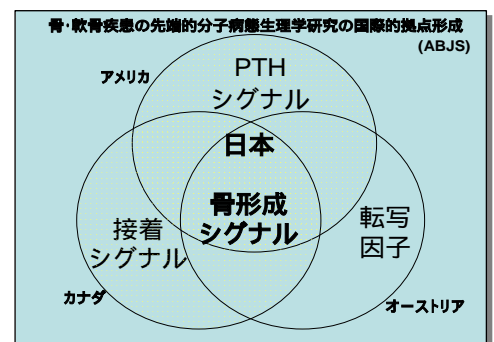 骨・軟骨疾患の先端的分子病態生理学研究の国際的拠点形成
(ABJS)
アメリカ
PTH
シグナル
日本
骨形成
シグナル
接着
シグナル
転写
因子
カナダ
オーストリア